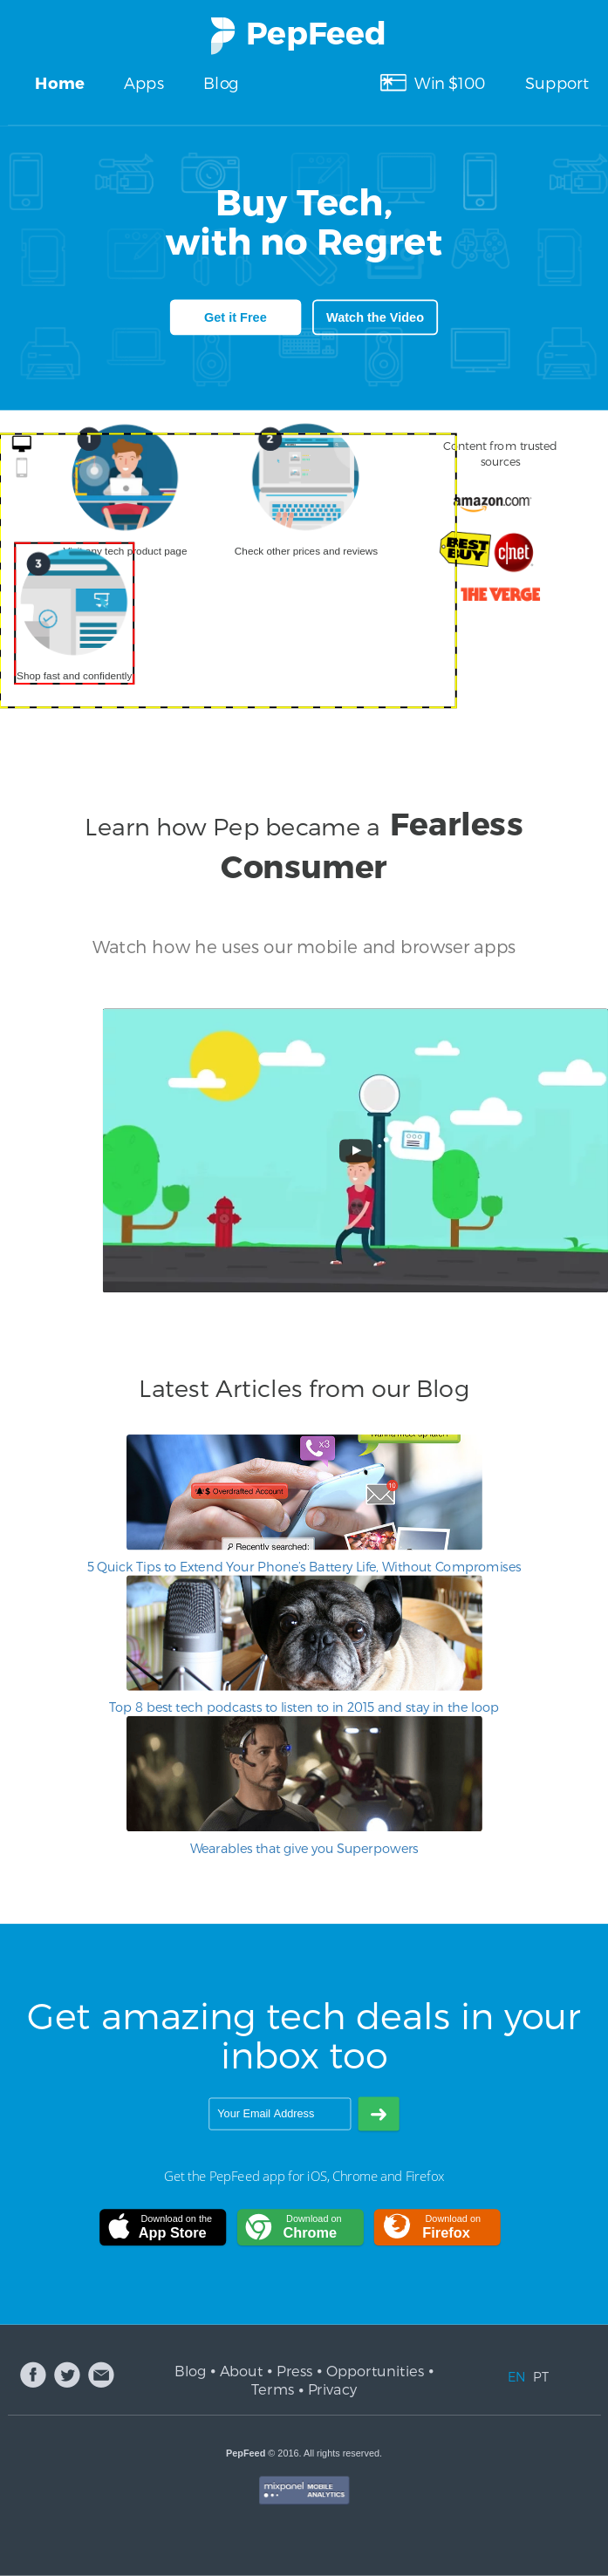 PepFeed
Home Apps Blog Win $100 Support
Buy Tech,
with no Regret
Get it Free Watch the Video
1
2
Content from trusted
sources
amazon.com
Visit any tech product page
Check other prices and reviews
BEST BUY
c|net
3
THE VERGE
Shop fast and confidently
Learn how Pep became a Fearless
Consumer
Watch how he uses our mobile and browser apps
Latest Articles from our Blog
x3
Overdrafted Account
10
Recently searched:
5 Quick Tips to Extend Your Phone's Battery Life, Without Compromises
Top 8 best tech podcasts to listen to in 2015 and stay in the loop
Wearables that give you Superpowers
Get amazing tech deals in your
inbox too
Your Email Address
Get the PepFeed app for iOS, Chrome and Firefox
Download on the
App Store
Download on
Chrome
Download on
Firefox
Blog • About • Press • Opportunities •
Terms • Privacy
EN PT
PepFeed © 2016. All rights reserved.
mixpanel MOBILE
ANALYTICS